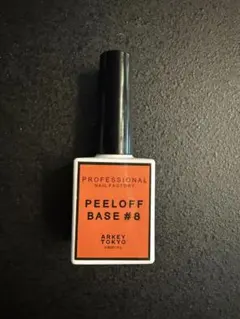 PROFESSIONAL
NAIL FACTORY
PEELOFF
BASE #8
ARKEY
TOKYO